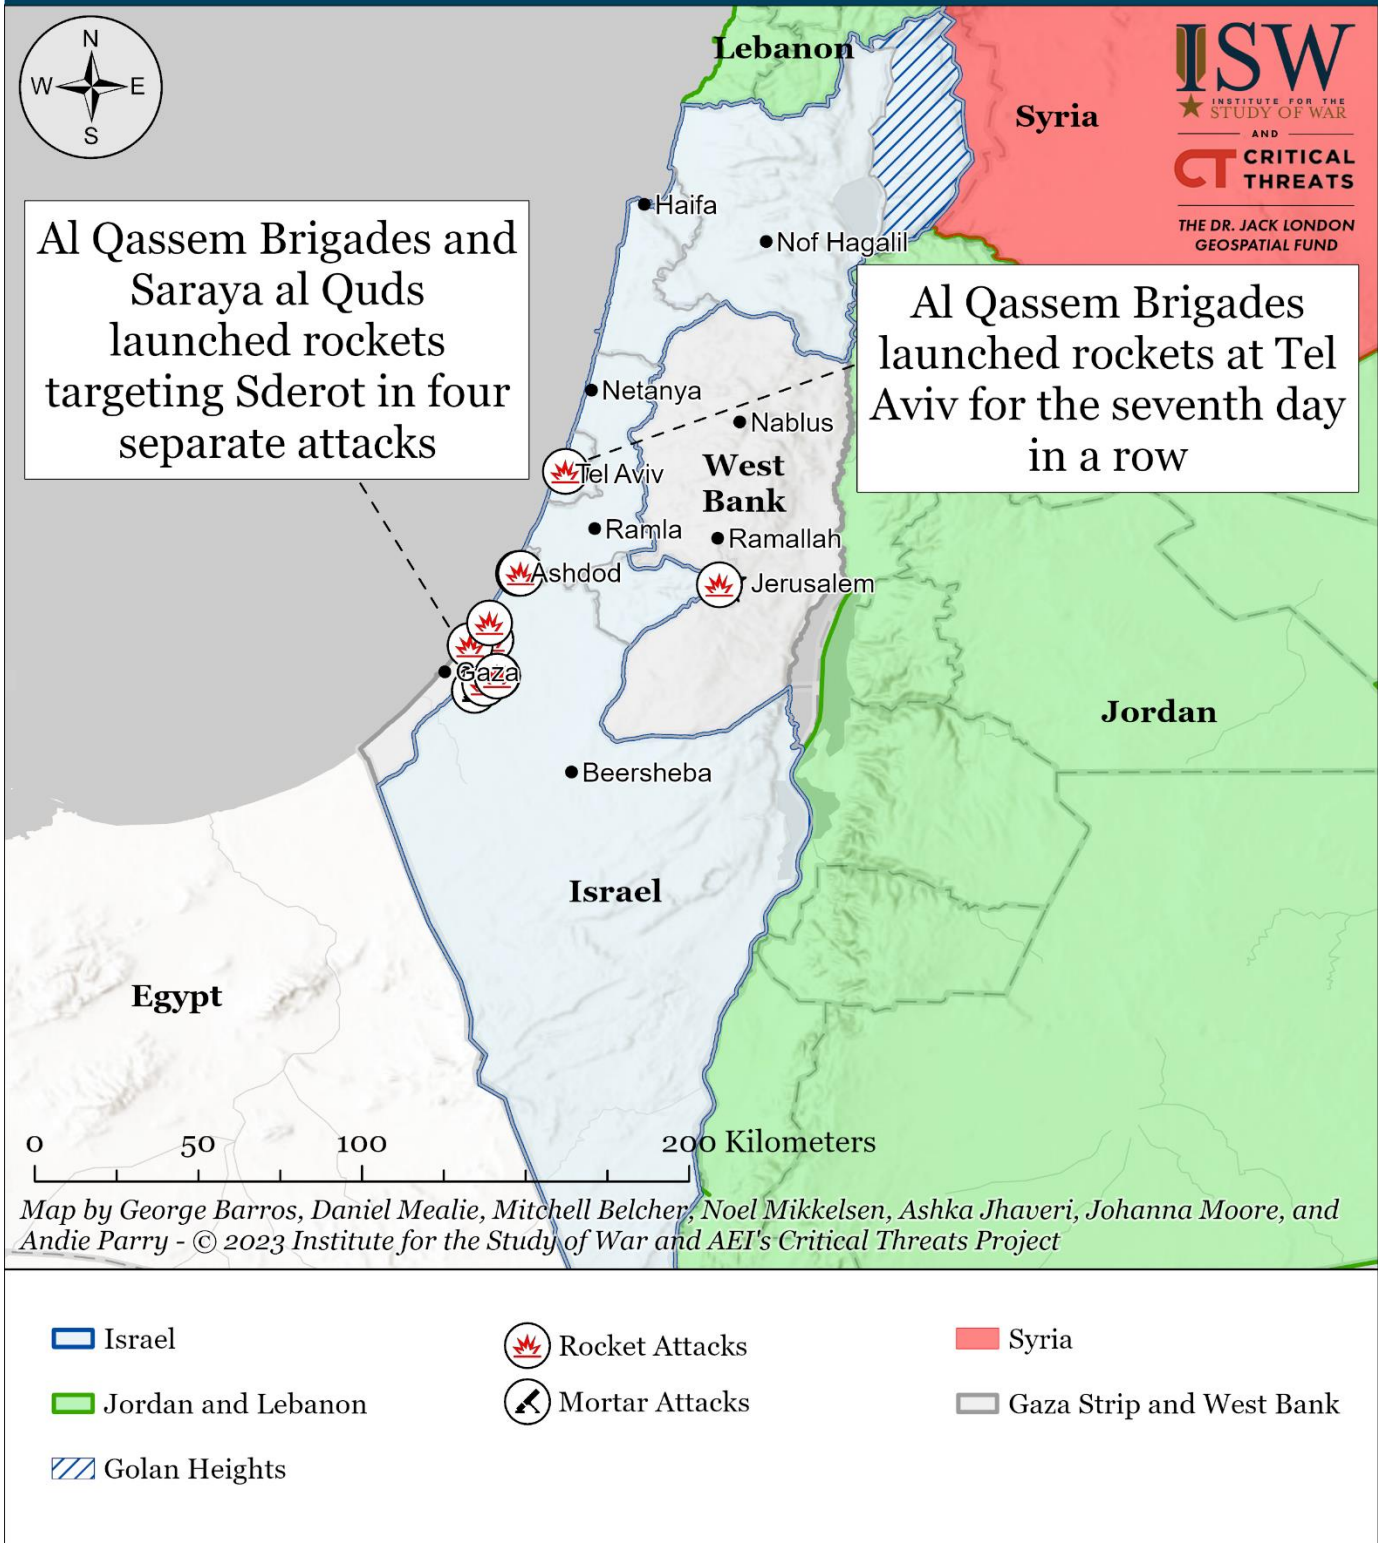 N
W
E
S
Lebanon
Syria
ISW
INSTITUTE FOR THE
STUDY OF WAR
AND
CT CRITICAL
THREATS
THE DR. JACK LONDON
GEOSPATIAL FUND
Haifa
Nof Hagalil
Al Qassem Brigades and
Saraya al Quds
launched rockets
targeting Sderot in four
separate attacks
Al Qassem Brigades
launched rockets at Tel
Aviv for the seventh day
in a row
Netanya
Nablus
West
Bank
Tel Aviv
Ramla
Ramallah
Ashdod
Jerusalem
Gaza
Jordan
Beersheba
Israel
Egypt
0 50 100 200 Kilometers
Map by George Barros, Daniel Mealie, Mitchell Belcher, Noel Mikkelsen, Ashka Jhaveri, Johanna Moore, and
Andie Parry - © 2023 Institute for the Study of War and AEI's Critical Threats Project
Israel
Rocket Attacks
Syria
Jordan and Lebanon
Mortar Attacks
Gaza Strip and West Bank
Golan Heights